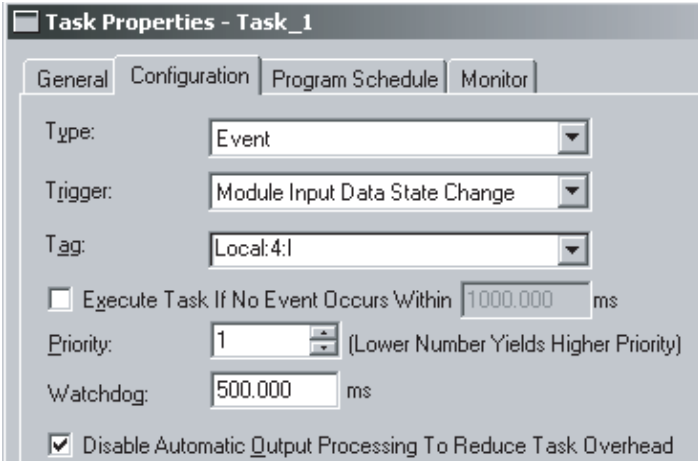 Task Properties - Task_1
General Configuration Program Schedule Monitor
Type: Event
Trigger: Module Input Data State Change
Tag: Local:4:I
Execute Task If No Event Occurs Within 1000.000 ms
Priority: 1 (Lower Number Yields Higher Priority)
Watchdog: 500.000 ms
Disable Automatic Output Processing To Reduce Task Overhead